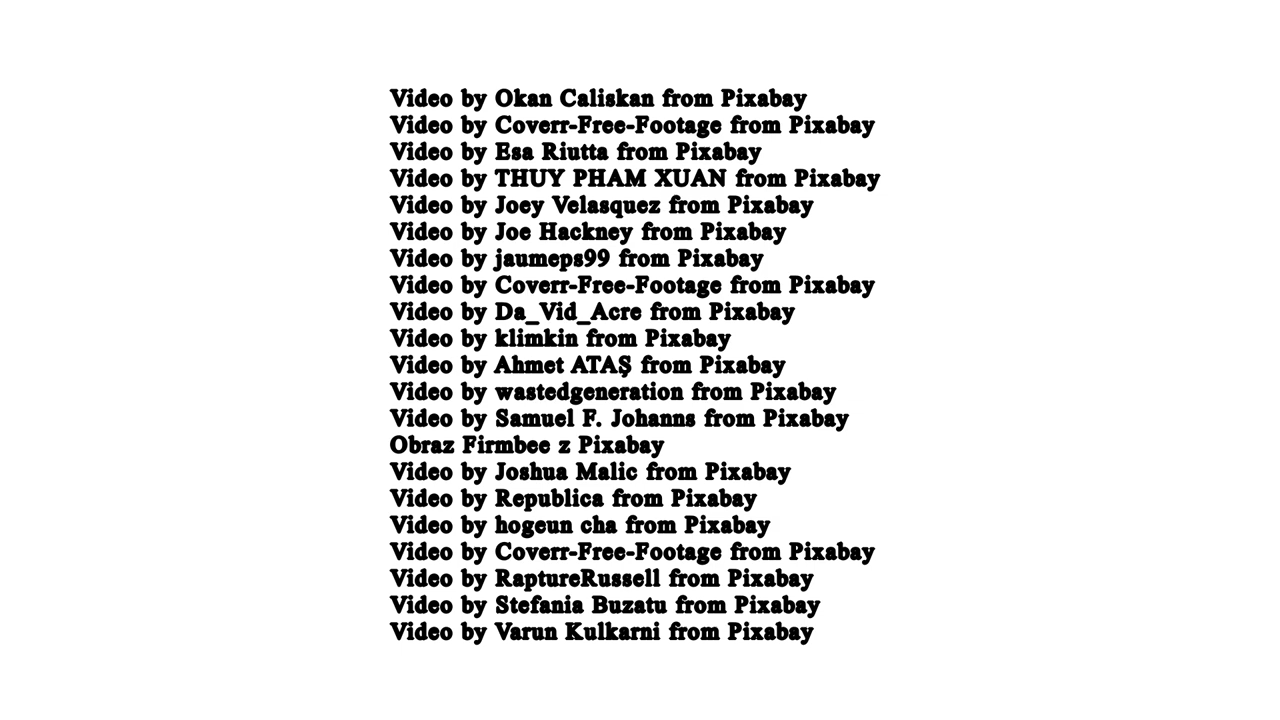 Video by Okan Caliskan from Pixabay
Video by Coverr-Free-Footage from Pixabay
Video by Esa Riutta from Pixabay
Video by THUY PHAM XUAN from Pixabay
Video by Joey Velasquez from Pixabay
Video by Joe Hackney from Pixabay
Video by jaumeps99 from Pixabay
Video by Coverr-Free-Footage from Pixabay
Video by Da_Vid_Acre from Pixabay
Video by klimkin from Pixabay
Video by Ahmet ATAŞ from Pixabay
Video by wastedgeneration from Pixabay
Video by Samuel F. Johanns from Pixabay
Obraz Firmbee z Pixabay
Video by Joshua Malic from Pixabay
Video by Republica from Pixabay
Video by hogeun cha from Pixabay
Video by Coverr-Free-Footage from Pixabay
Video by RaptureRussell from Pixabay
Video by Stefania Buzatu from Pixabay
Video by Varun Kulkarni from Pixabay